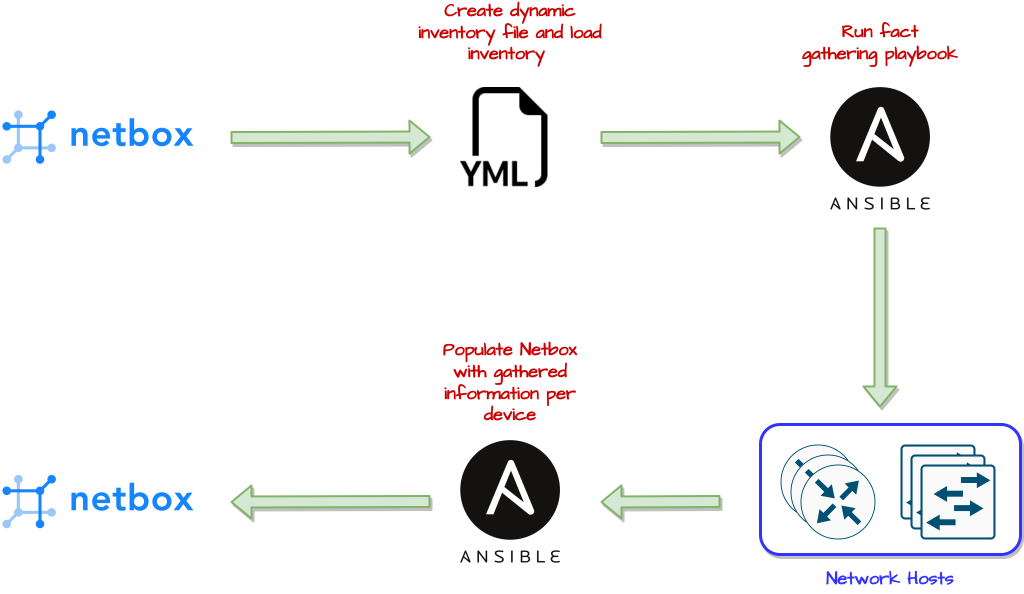 Create dynamic
inventory file and load
inventory
Run fact
gathering playbook
netbox
YML
ANSIBLE
Populate Netbox
with gathered
information per
device
netbox
ANSIBLE
Network Hosts